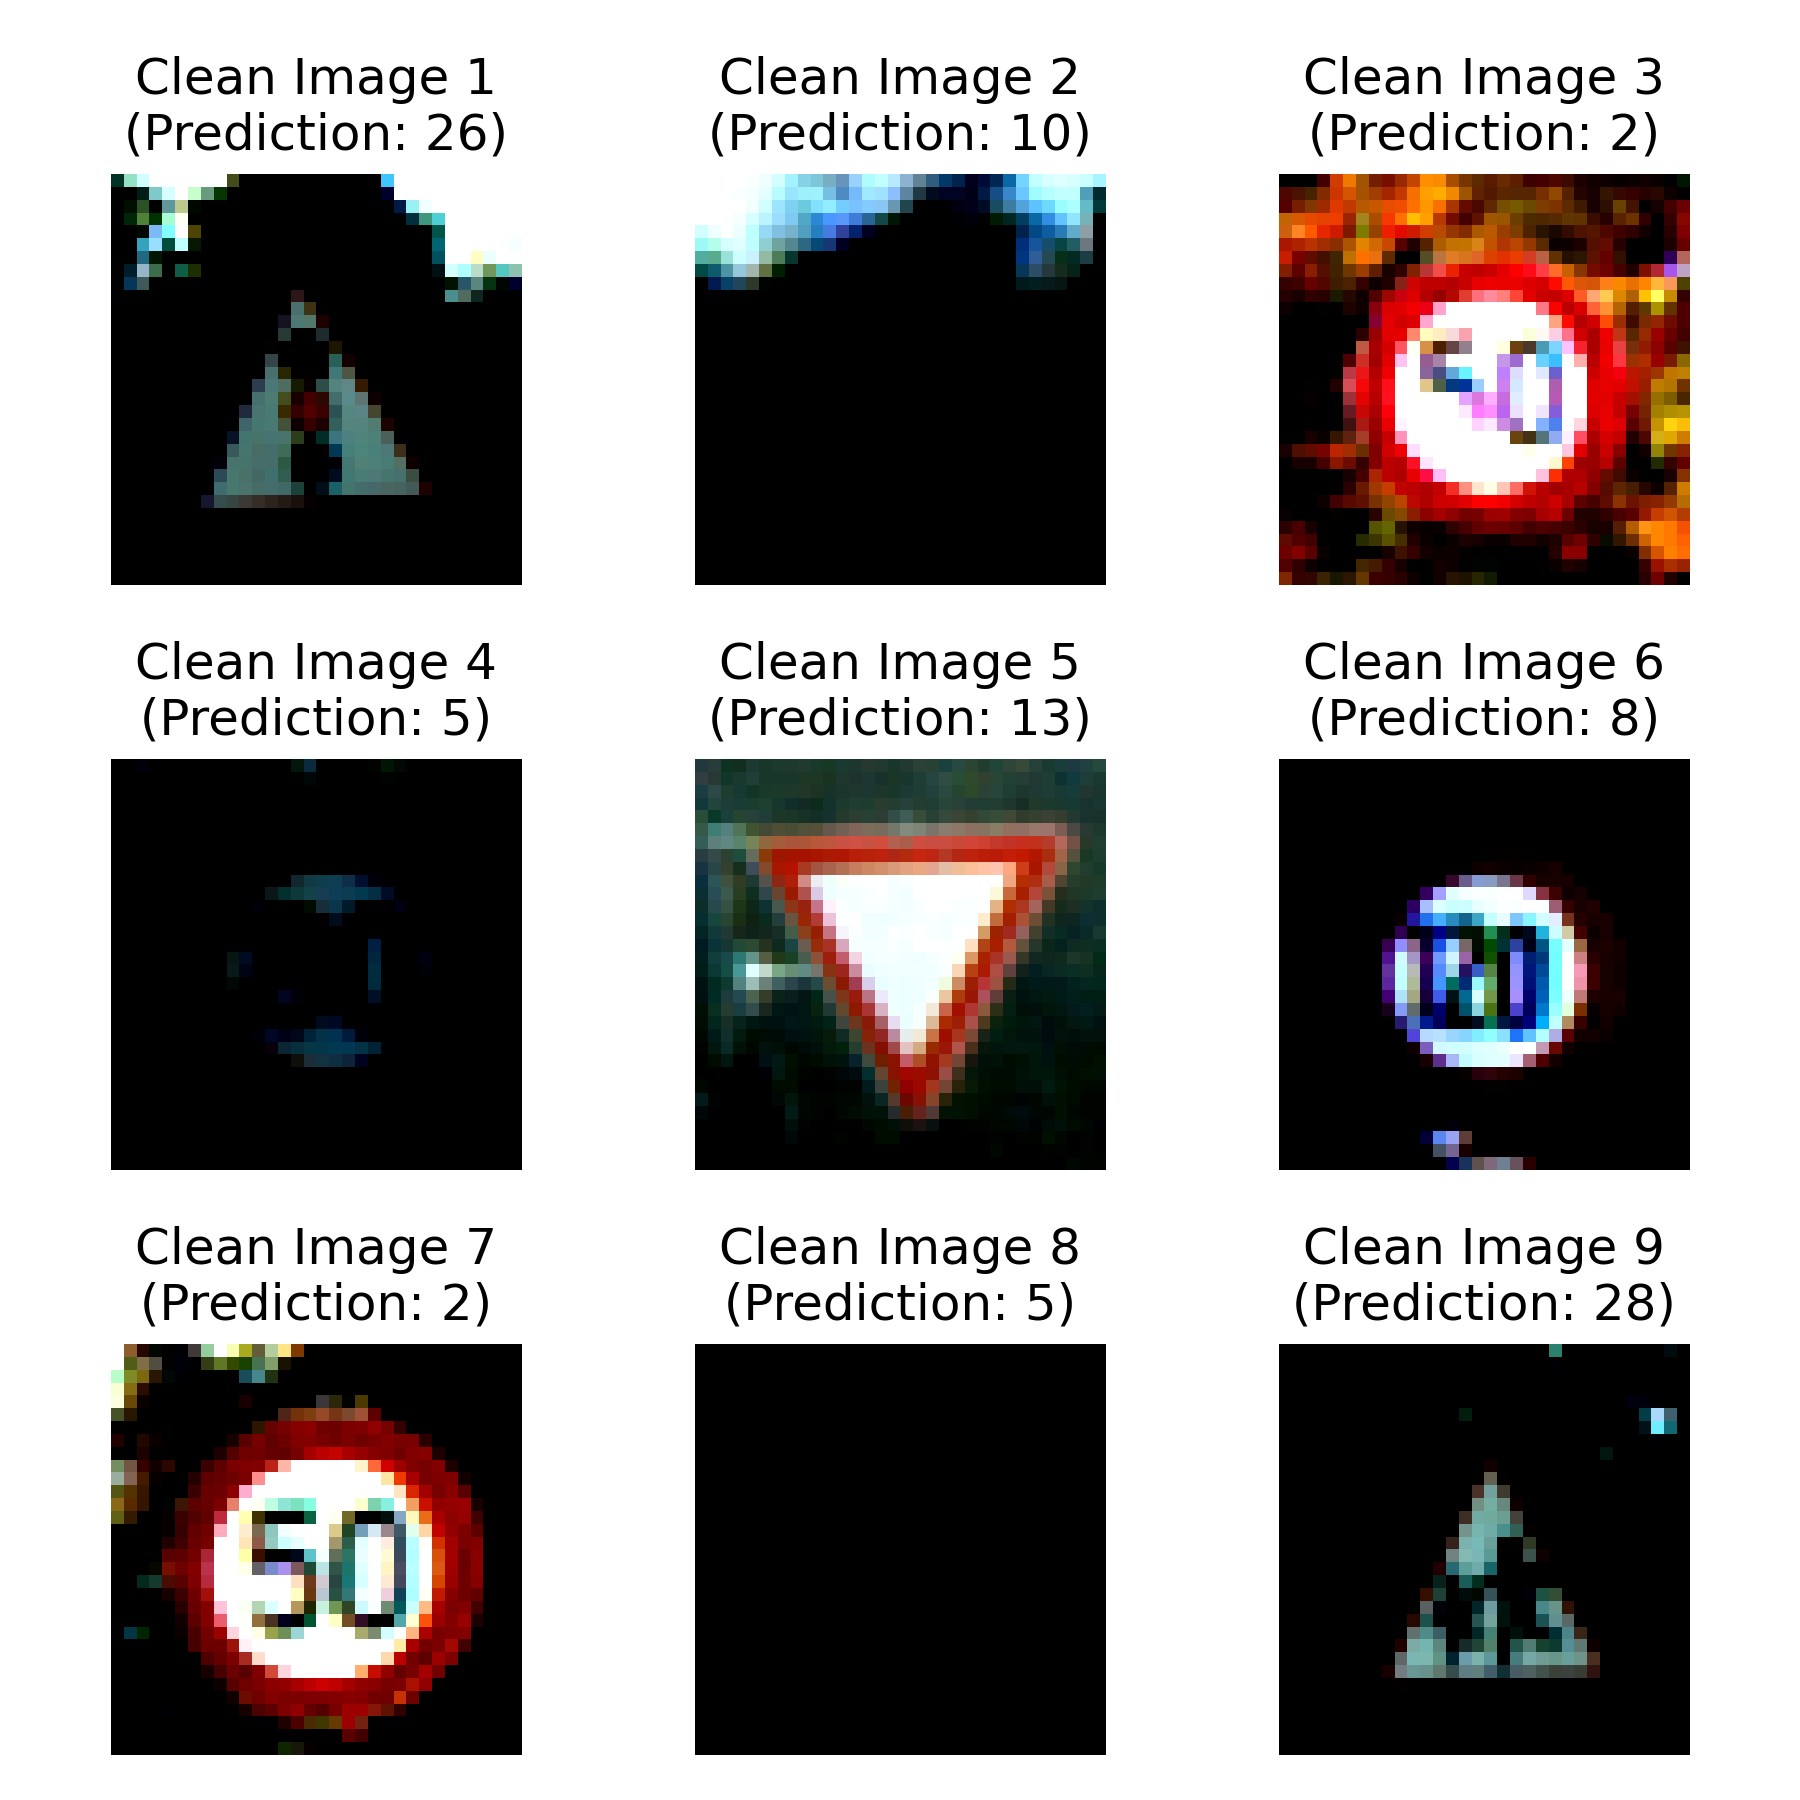 Clean Image 1
(Prediction: 26)
Clean Image 2
(Prediction: 10)
Clean Image 3
(Prediction: 2)
50
Clean Image 4
(Prediction: 5)
Clean Image 5
(Prediction: 13)
Clean Image 6
(Prediction: 8)
Clean Image 7
(Prediction: 2)
50
Clean Image 8
(Prediction: 5)
Clean Image 9
(Prediction: 28)